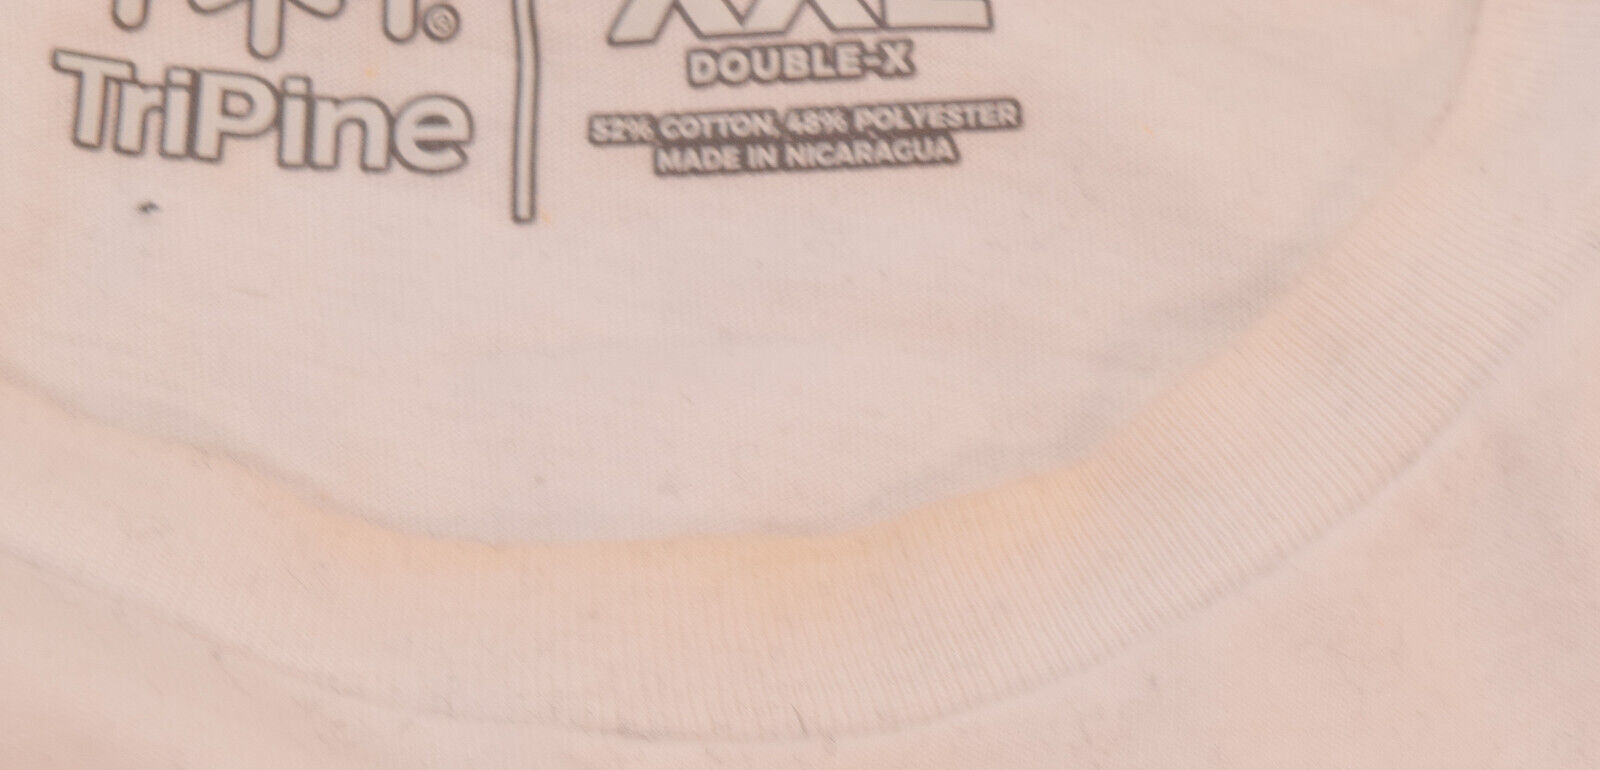 TriPine
XXL
DOUBLE-X
52% COTTON, 48% POLYESTER
MADE IN NICARAGUA